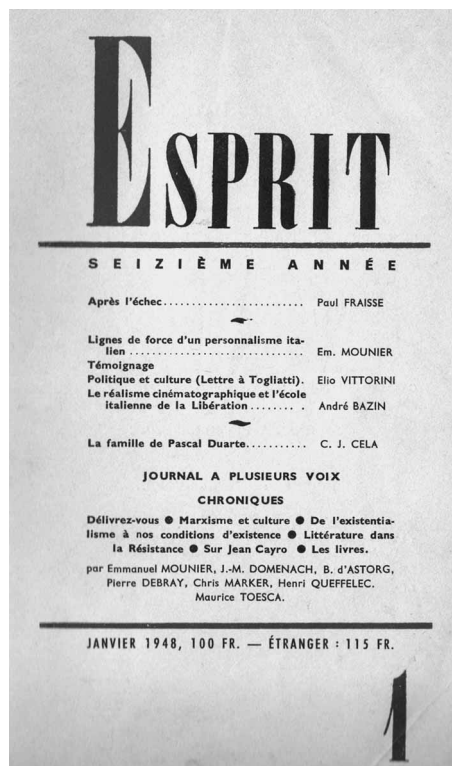 ESPRIT
SEIZIÈME ANNÉE
Après l'échec......................... Paul FRAISSE
Lignes de force d'un personnalisme ita-
lien ............................... Em. MOUNIER
Témoignage
Politique et culture (Lettre à Togliatti). Elio VITTORINI
Le réalisme cinématographique et l'école
italienne de la Libération........ . André BAZIN
La famille de Pascal Duarte........... C. J. CELA
JOURNAL A PLUSIEURS VOIX
CHRONIQUES
Délivrez-vous ● Marxisme et culture ● De l'existentia-
lisme à nos conditions d'existence ● Littérature dans
la Résistance ● Sur Jean Cayro ● Les livres.
par Emmanuel MOUNIER, J.-M. DOMENACH, B. d'ASTORG,
Pierre DEBRAY, Chris MARKER, Henri QUEFFELEC.
Maurice TOESCA.
JANVIER 1948, 100 FR. — ÉTRANGER : 115 FR.
1